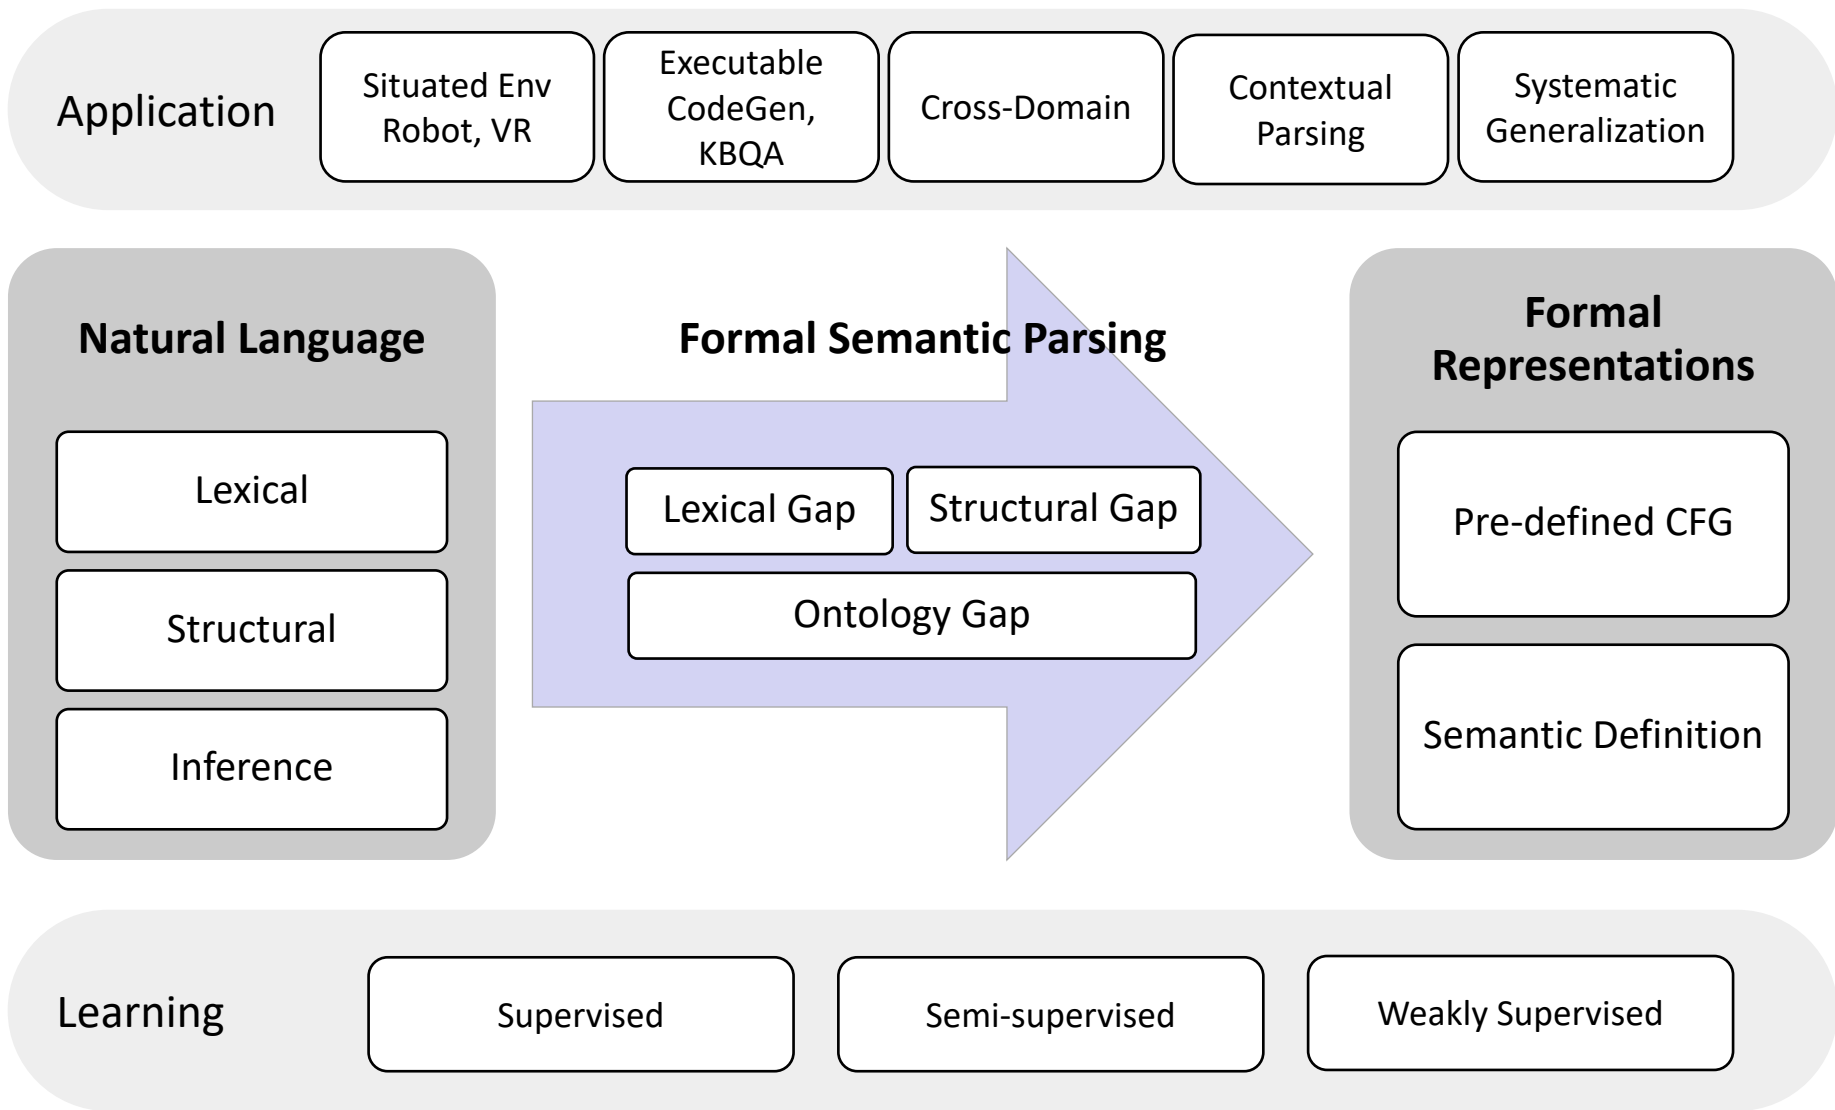 Application
Situated Env
Robot, VR
Executable
CodeGen,
KBQA
Cross-Domain
Contextual
Parsing
Systematic
Generalization
Natural Language
Lexical
Structural
Inference
Formal Semantic Parsing
Lexical Gap
Structural Gap
Ontology Gap
Formal
Representations
Pre-defined CFG
Semantic Definition
Learning
Supervised
Semi-supervised
Weakly Supervised